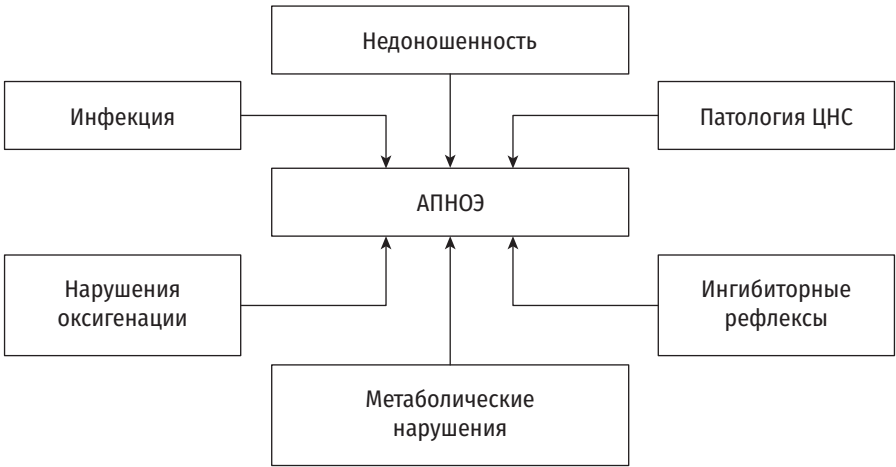 Недоношенность
Инфекция
Патология ЦНС
АПНОЭ
Нарушения
оксигенации
Ингибиторные
рефлексы
Метаболические
нарушения